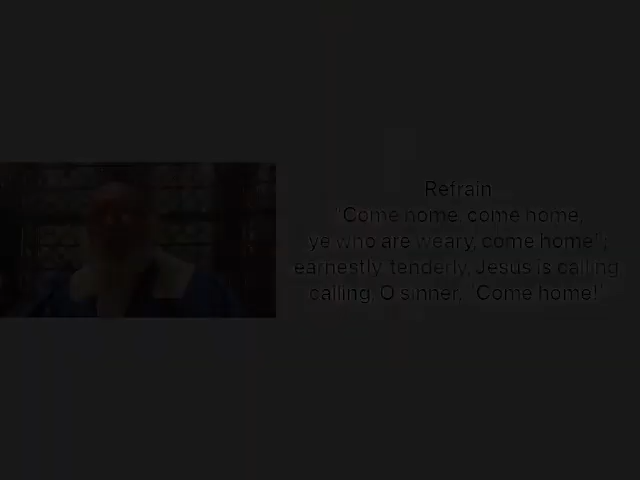 Refrain
"Come home, come home,
ye who are weary, come home";
earnestly, tenderly, Jesus is calling
calling, O sinner, "Come home!"